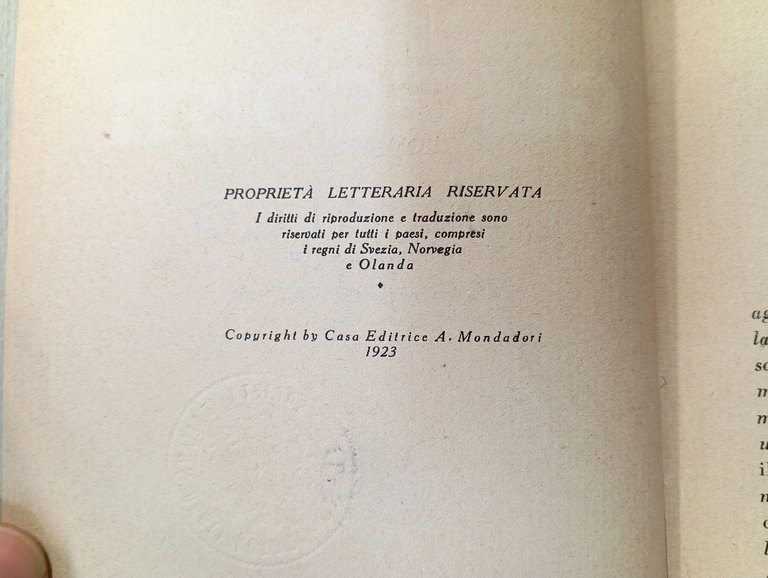 PROPRIETÀ LETTERARIA RISERVATA
I diritti di riproduzione e traduzione sono
riservati per tutti i paesi, compresi
i regni di Svezia, Norvegia
e Olanda
Copyright by Casa Editrice A. Mondadori
1923